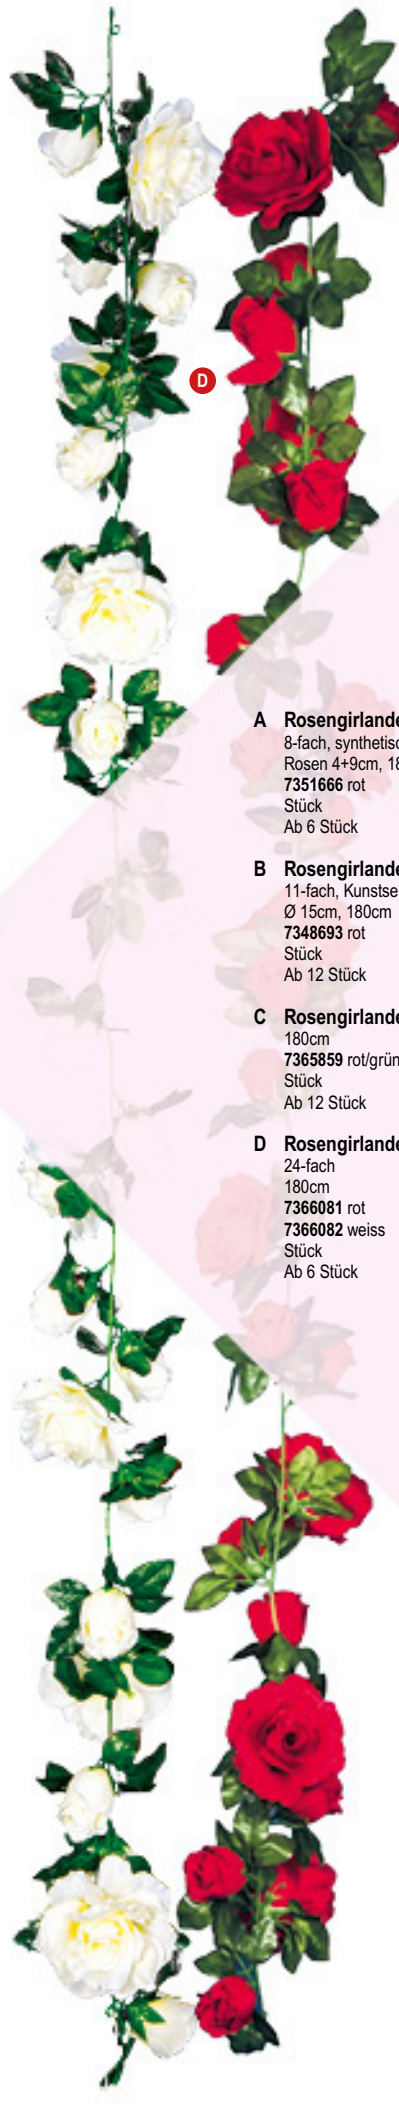 D
A Rosengirlande
8-fach, synthetisc
Rosen 4+9cm, 18
7351666 rot
Stück
Ab 6 Stück
B Rosengirlande
11-fach, Kunstse
Ø 15cm, 180cm
7348693 rot
Stück
Ab 12 Stück
C Rosengirlande
180cm
7365859 rot/grün
Stück
Ab 12 Stück
D Rosengirlande
24-fach
180cm
7366081 rot
7366082 weiss
Stück
Ab 6 Stück